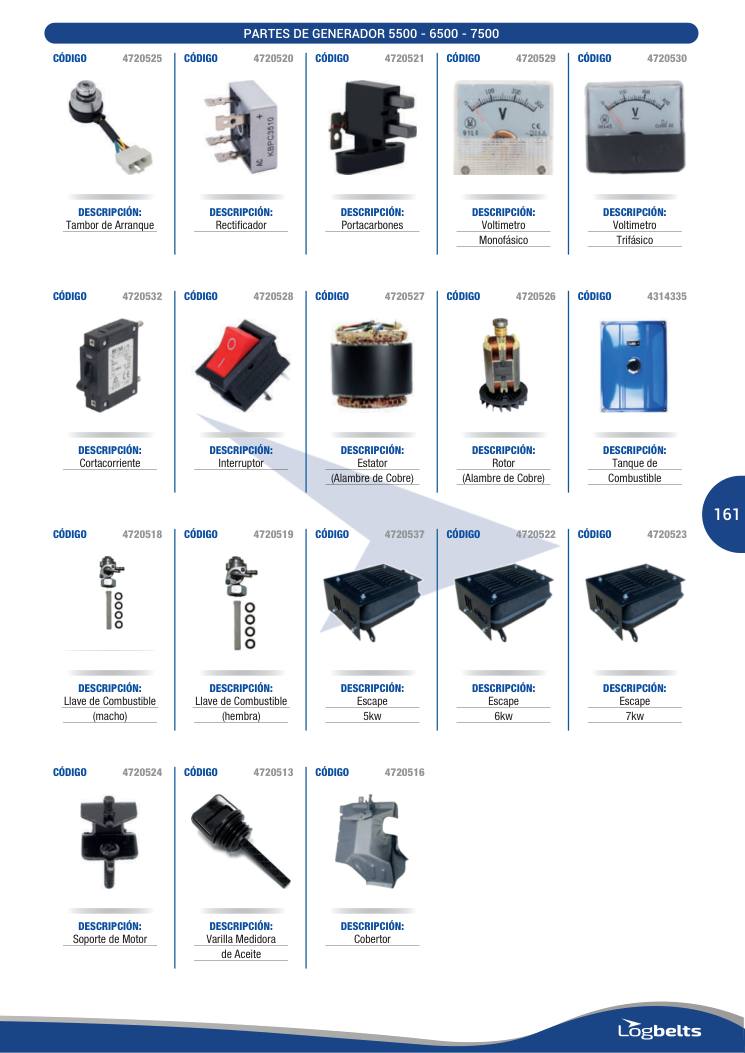 PARTES DE GENERADOR 5500 - 6500 - 7500
CÓDIGO 4720525
DESCRIPCIÓN:
Tambor de Arranque
CÓDIGO 4720520
+
KBPC3510
AC
DESCRIPCIÓN:
Rectificador
CÓDIGO 4720521
DESCRIPCIÓN:
Portacarbones
CÓDIGO 4720529
V
DESCRIPCIÓN:
Voltimetro
Monofásico
CÓDIGO 4720530
V
DESCRIPCIÓN:
Voltimetro
Trifásico
CÓDIGO 4720532
DESCRIPCIÓN:
Cortacorriente
CÓDIGO 4720528
DESCRIPCIÓN:
Interruptor
CÓDIGO 4720527
DESCRIPCIÓN:
Estator
(Alambre de Cobre)
CÓDIGO 4720526
DESCRIPCIÓN:
Rotor
(Alambre de Cobre)
CÓDIGO 4314335
DESCRIPCIÓN:
Tanque de
Combustible
161
CÓDIGO 4720518
DESCRIPCIÓN:
Llave de Combustible
(macho)
CÓDIGO 4720519
DESCRIPCIÓN:
Llave de Combustible
(hembra)
CÓDIGO 4720537
DESCRIPCIÓN:
Escape
5kw
CÓDIGO 4720522
DESCRIPCIÓN:
Escape
6kw
CÓDIGO 4720523
DESCRIPCIÓN:
Escape
7kw
CÓDIGO 4720524
DESCRIPCIÓN:
Soporte de Motor
CÓDIGO 4720513
DESCRIPCIÓN:
Varilla Medidora
de Aceite
CÓDIGO 4720516
DESCRIPCIÓN:
Cobertor
Logbelts